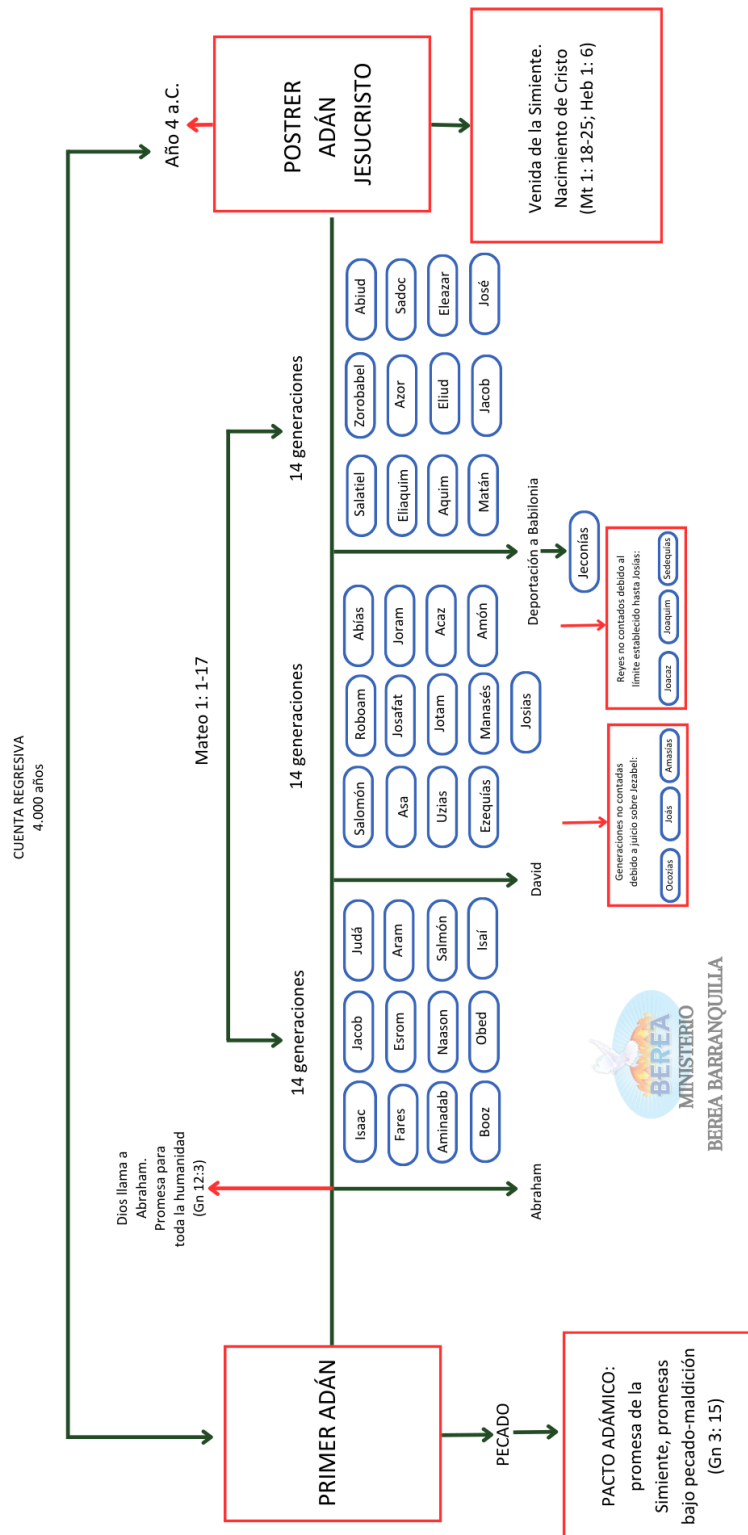 CUENTA REGRESIVA
4.000 años
Año 4 a.C.
Mateo 1: 1-17
Dios llama a
Abraham.
Promesa para
toda la humanidad
(Gn 12:3)
14 generaciones
14 generaciones
14 generaciones
PRIMER ADÁN
POSTRER
ADÁN
JESUCRISTO
Isaac
Jacob
Judá
Fares
Esrom
Aram
Aminadab
Naason
Salmón
Booz
Obed
Isaí
Salomón
Roboam
Abías
Asa
Josafat
Joram
Uzias
Jotam
Acaz
Ezequías
Manasés
Amón
Josias
Salatiel
Zorobabel
Abiud
Eliaquim
Azor
Sadoc
Aquim
Eliud
Eleazar
Matán
Jacob
José
PECADO
Abraham
David
Deportación a Babilonia
Jeconías
PACTO ADÁMICO:
promesa de la
Simiente, promesas
bajo pecado-maldición
(Gn 3: 15)
BEREA
MINISTERIO
BEREA BARRANQUILLA
Generaciones no contadas
debido a juicio sobre Jezabel:
Ocozías
Joás
Amasías
Reyes no contados debido al
límite establecido hasta Josías:
Joacaz
Joaquim
Sedequías
Venida de la Simiente.
Nacimiento de Cristo
(Mt 1: 18-25; Heb 1: 6)